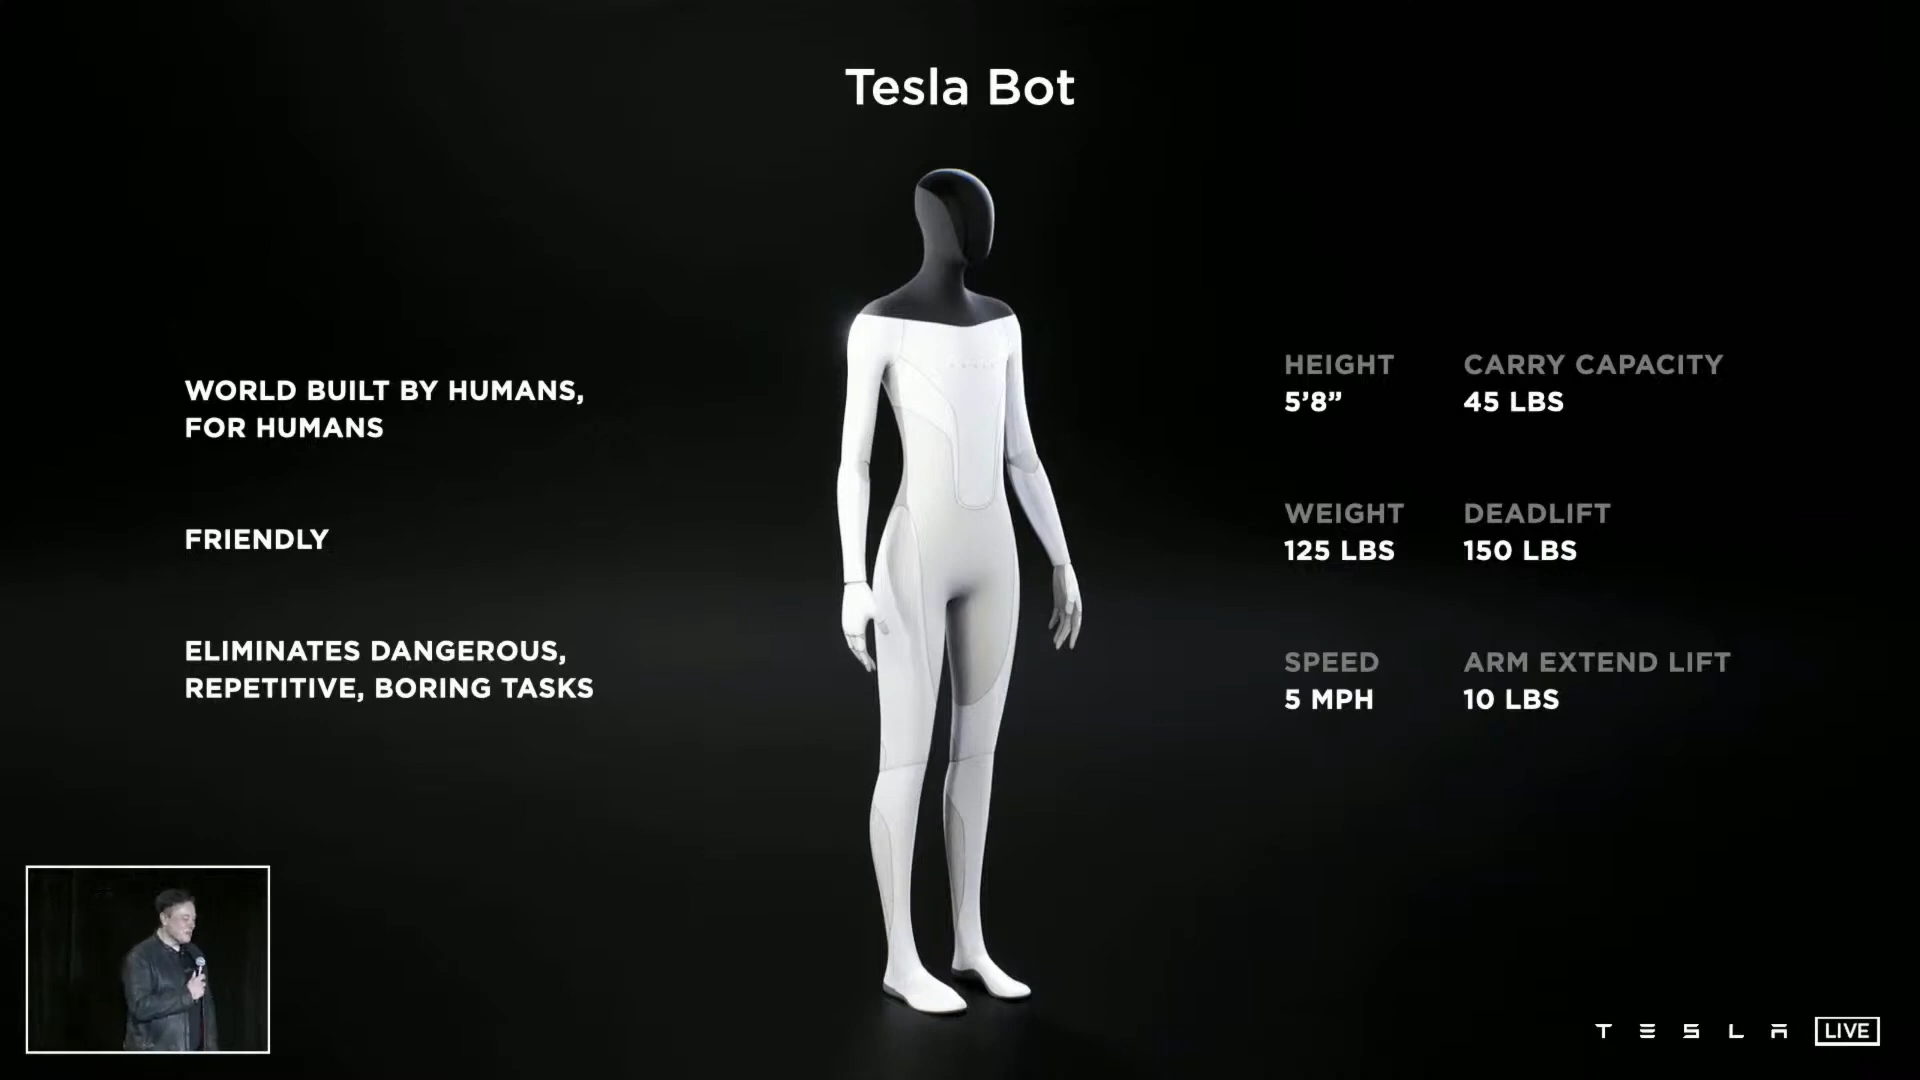 Tesla Bot
WORLD BUILT BY HUMANS,
FOR HUMANS
FRIENDLY
ELIMINATES DANGEROUS,
REPETITIVE, BORING TASKS
HEIGHT
5’8”
CARRY CAPACITY
45 LBS
WEIGHT
125 LBS
DEADLIFT
150 LBS
SPEED
5 MPH
ARM EXTEND LIFT
10 LBS
TESLA
LIVE